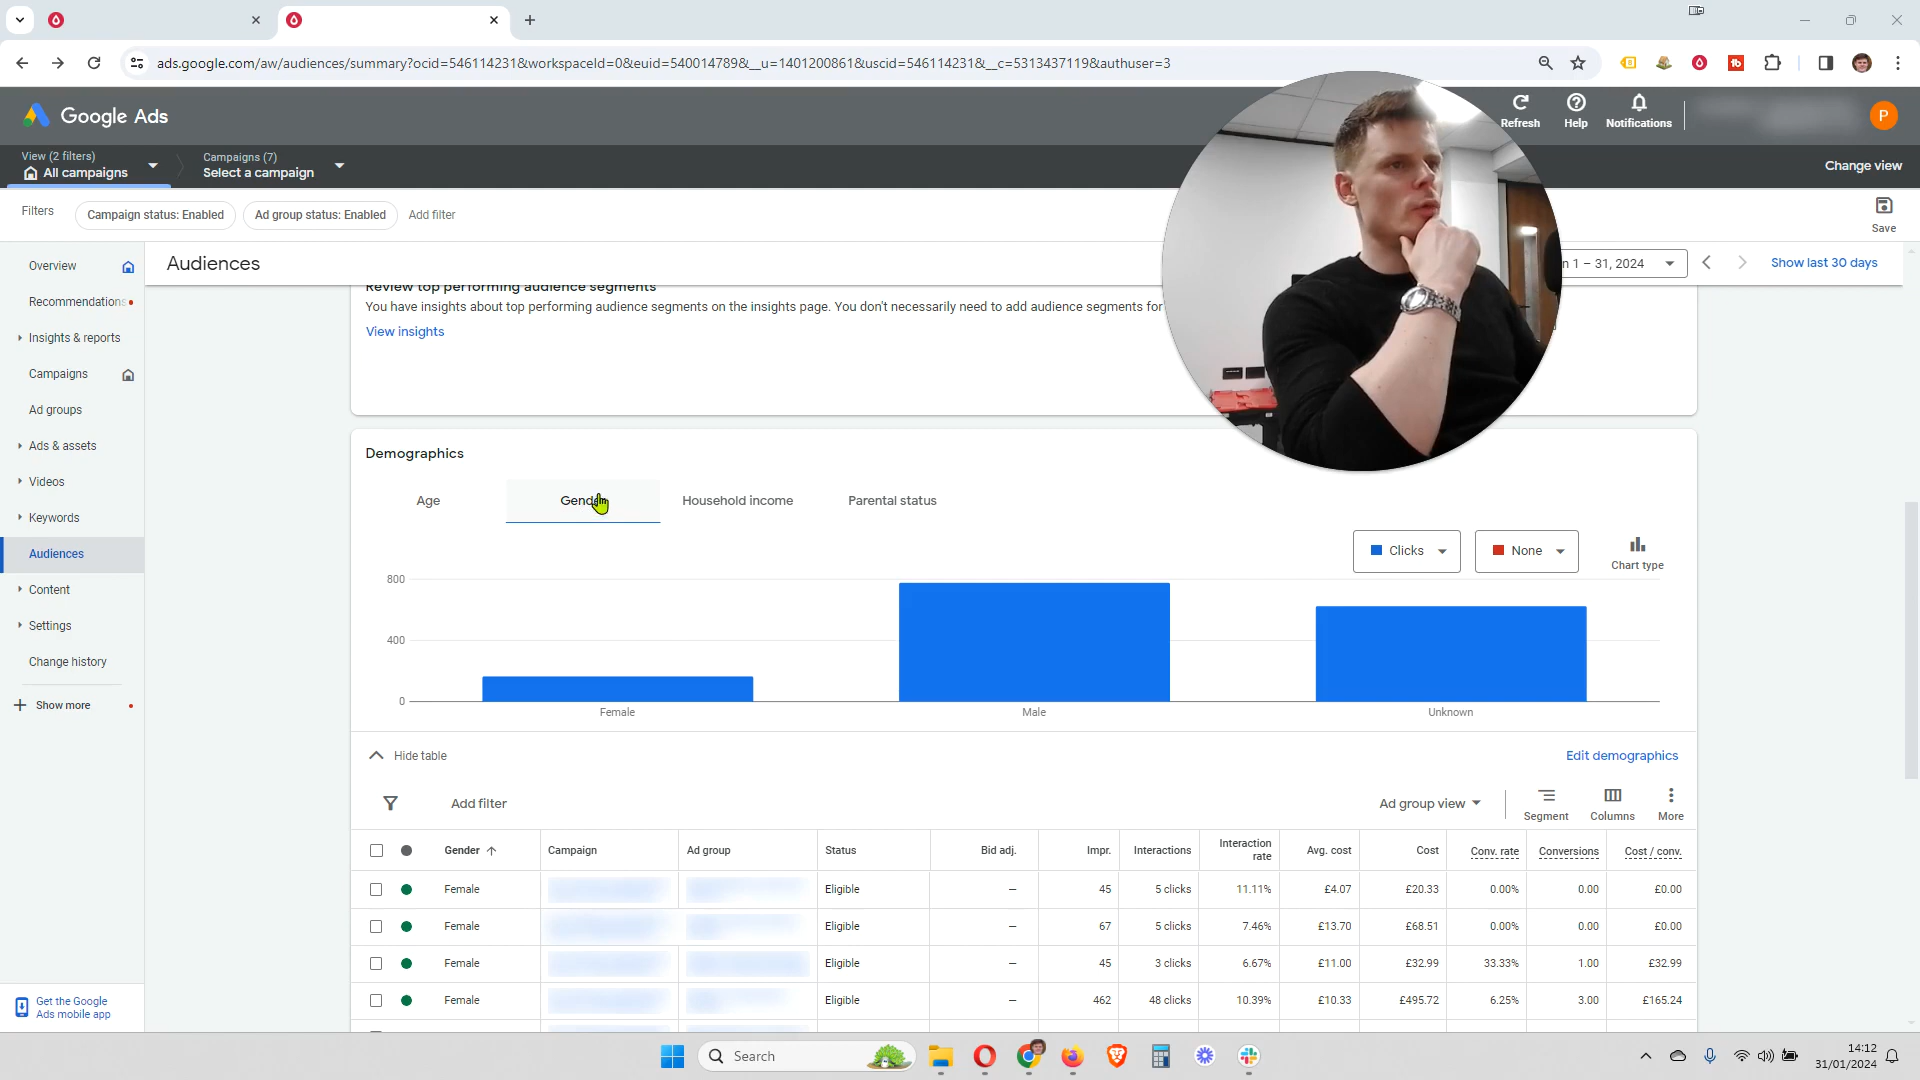 ads.google.com/aw/audiences/summary?ocid=546114231&workspaceId=0&euid=540014789&__u=1401200861&uscid=546114231&__c=5313437119&authuser=3
Google Ads
Refresh
Help
Notifications
P
View (2 filters)
All campaigns
Campaigns (7)
Select a campaign
Change view
Filters
Campaign status: Enabled
Ad group status: Enabled
Add filter
Save
Overview
Recommendations
Insights & reports
Campaigns
Ad groups
Ads & assets
Videos
Keywords
Audiences
Content
Settings
Change history
Show more
Get the Google
Ads mobile app
Audiences
1 – 31, 2024
Show last 30 days
Review top performing audience segments
You have insights about top performing audience segments on the insights page. You don't necessarily need to add audience segments for
View insights
Demographics
Age
Gender
Household income
Parental status
Clicks
None
Chart type
800
400
0
Female
Male
Unknown
Hide table
Edit demographics
Add filter
Ad group view
Segment
Columns
More
Gender Campaign Ad group Status Bid adj. Impr. Interactions Interaction rate Avg. cost Cost Conv. rate Conversions Cost / conv.
Female Eligible – 45 5 clicks 11.11% £4.07 £20.33 0.00% 0.00 £0.00
Female Eligible – 67 5 clicks 7.46% £13.70 £68.51 0.00% 0.00 £0.00
Female Eligible – 45 3 clicks 6.67% £11.00 £32.99 33.33% 1.00 £32.99
Female Eligible – 462 48 clicks 10.39% £10.33 £495.72 6.25% 3.00 £165.24
Search
14:12
31/01/2024